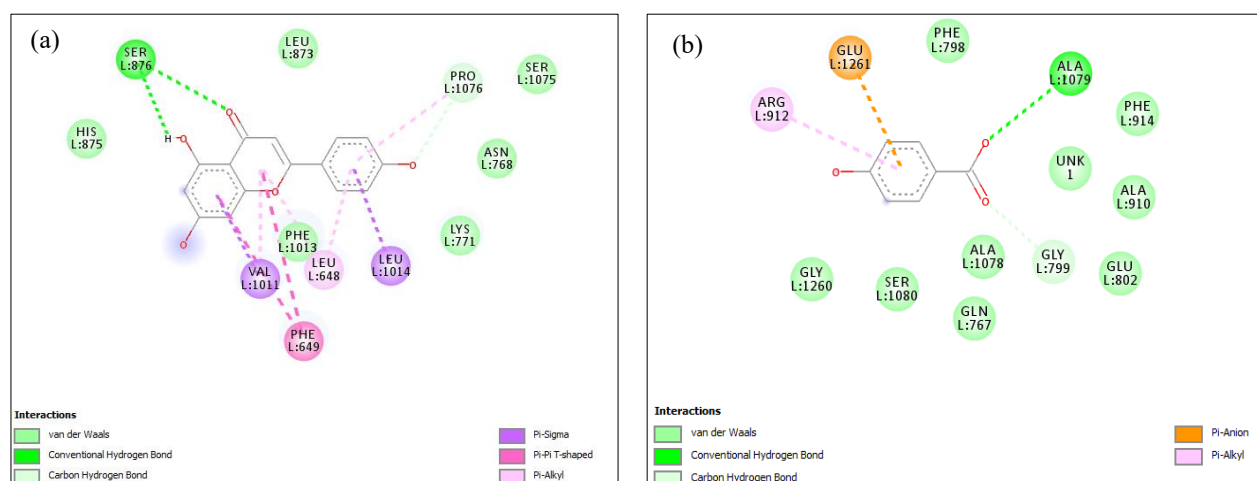 (a)
SER
L:876
LEU
L:873
PRO
L:1076
SER
L:1075
HIS
L:875
H
O
O
O
O
O
ASN
L:768
LYS
L:771
PHE
L:1013
LEU
L:648
LEU
L:1014
VAL
L:1011
PHE
L:649
Interactions
van der Waals
Conventional Hydrogen Bond
Carbon Hydrogen Bond
Pi-Sigma
Pi-Pi T-shaped
Pi-Alkyl
(b)
GLU
L:1261
PHE
L:798
ALA
L:1079
ARG
L:912
PHE
L:914
UNK
1
ALA
L:910
O
O
O
GLY
L:1260
SER
L:1080
ALA
L:1078
GLN
L:767
GLY
L:799
GLU
L:802
Interactions
van der Waals
Conventional Hydrogen Bond
Carbon Hydrogen Bond
Pi-Anion
Pi-Alkyl